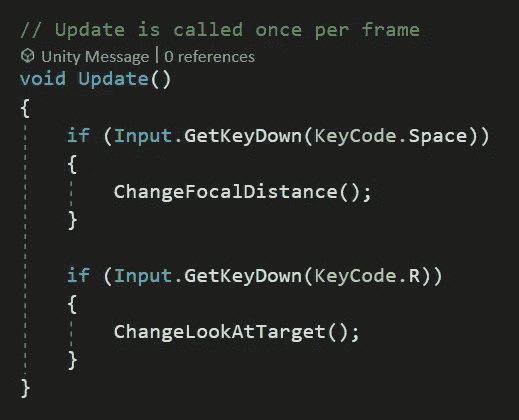 // Update is called once per frame
Unity Message | 0 references
void Update()
{
if (Input.GetKeyDown(KeyCode.Space))
{
ChangeFocalDistance();
}
if (Input.GetKeyDown(KeyCode.R))
{
ChangeLookAtTarget();
}
}